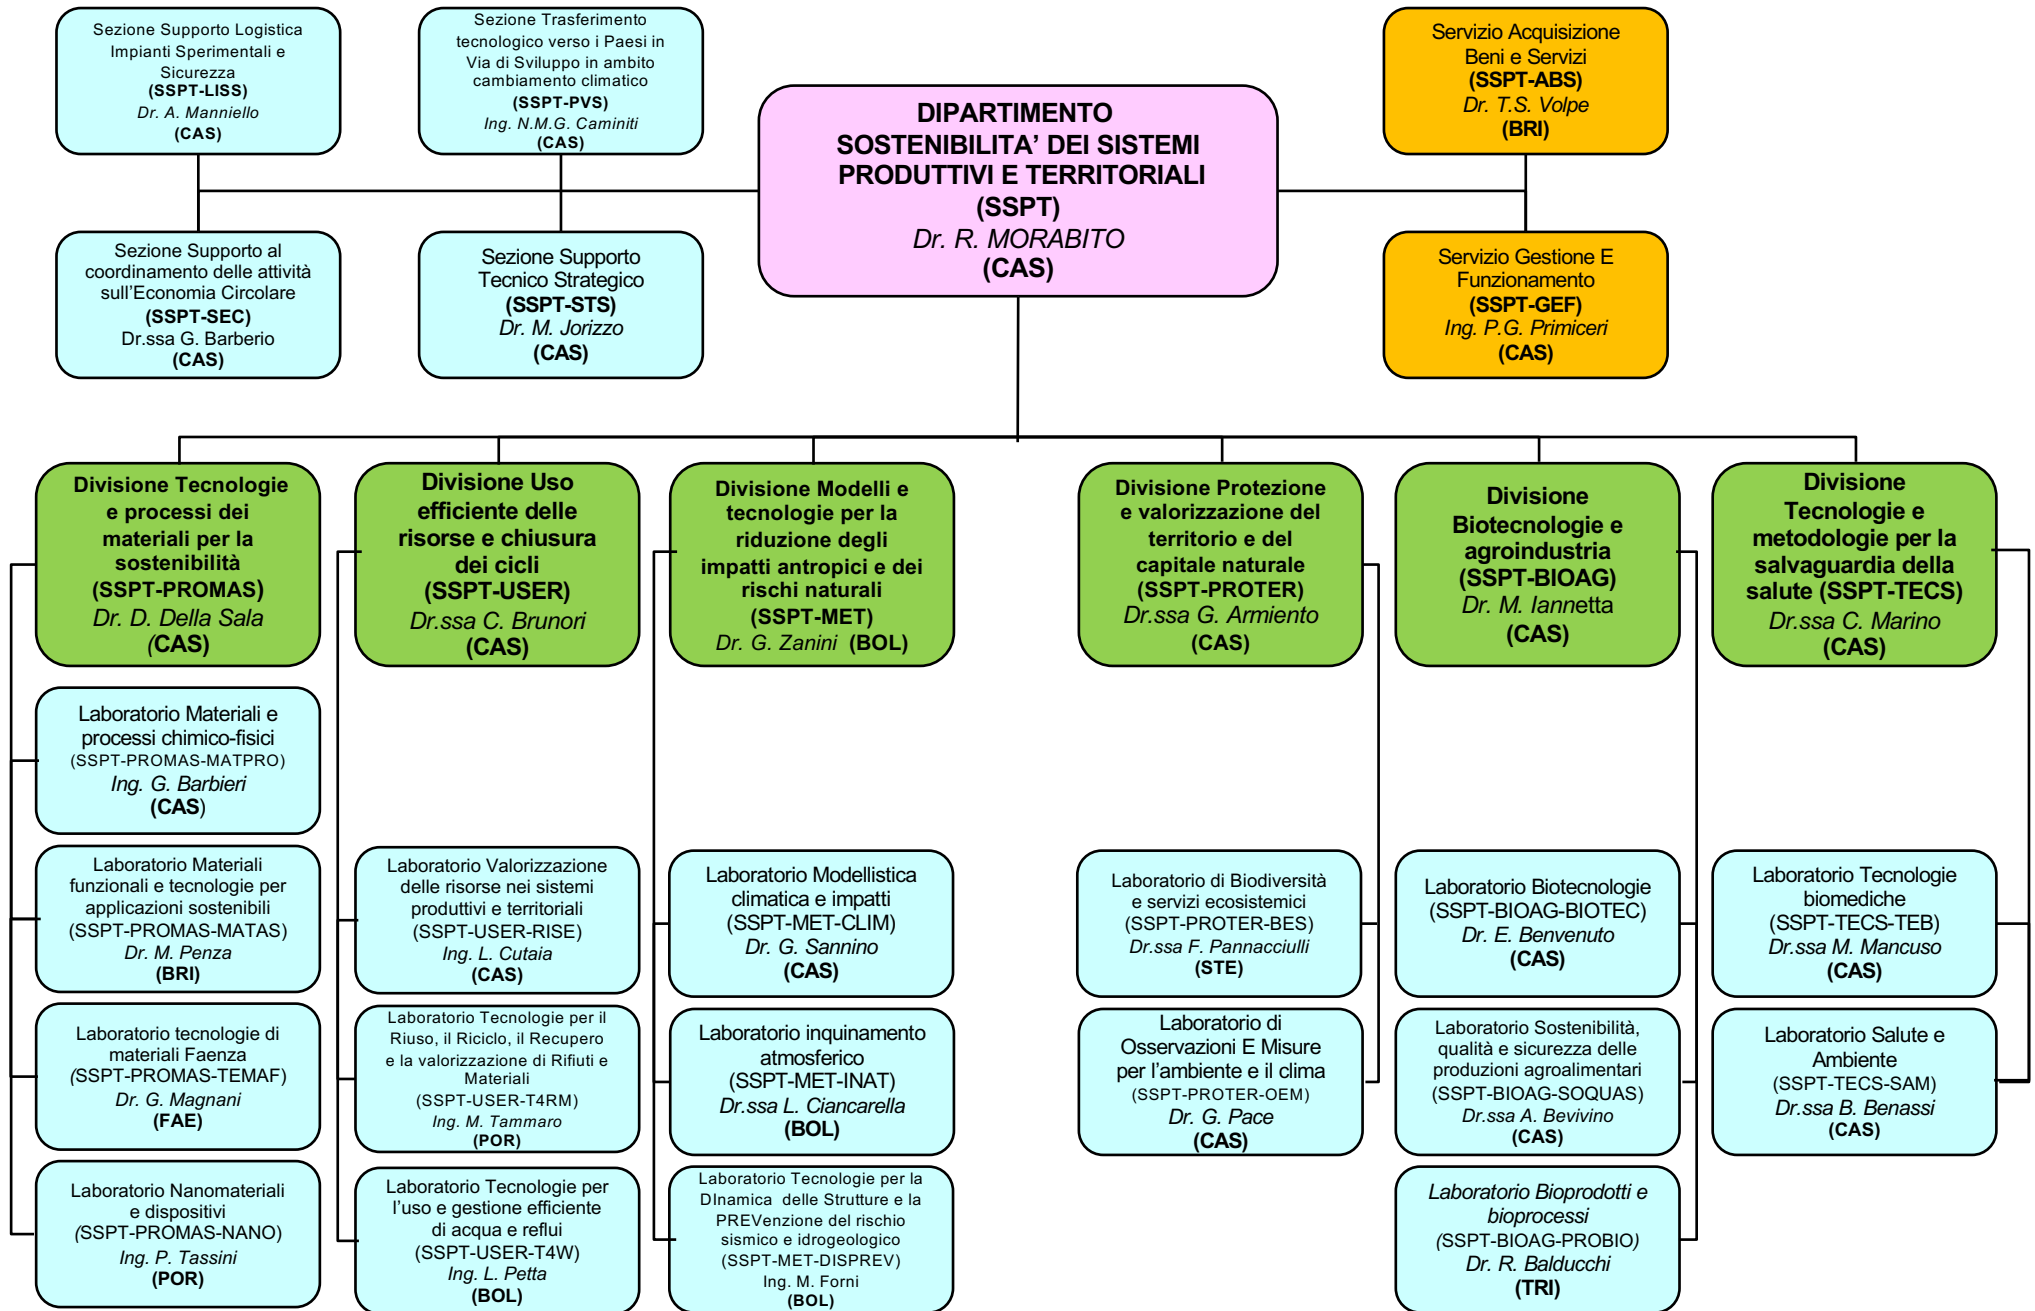 Sezione Supporto Logistica
Impianti Sperimentali e
Sicurezza
(SSPT-LISS)
Dr. A. Manniello
(CAS)
Sezione Trasferimento
tecnologico verso i Paesi in
Via di Sviluppo in ambito
cambiamento climatico
(SSPT-PVS)
Ing. N.M.G. Caminiti
(CAS)
DIPARTIMENTO
SOSTENIBILITA’ DEI SISTEMI
PRODUTTIVI E TERRITORIALI
(SSPT)
Dr. R. MORABITO
(CAS)
Servizio Acquisizione
Beni e Servizi
(SSPT-ABS)
Dr. T.S. Volpe
(BRI)
Sezione Supporto al
coordinamento delle attività
sull’Economia Circolare
(SSPT-SEC)
Dr.ssa G. Barberio
(CAS)
Sezione Supporto
Tecnico Strategico
(SSPT-STS)
Dr. M. Jorizzo
(CAS)
Servizio Gestione E
Funzionamento
(SSPT-GEF)
Ing. P.G. Primiceri
(CAS)
Divisione Tecnologie
e processi dei
materiali per la
sostenibilità
(SSPT-PROMAS)
Dr. D. Della Sala
(CAS)
Divisione Uso
efficiente delle
risorse e chiusura
dei cicli
(SSPT-USER)
Dr.ssa C. Brunori
(CAS)
Divisione Modelli e
tecnologie per la
riduzione degli
impatti antropici e dei
rischi naturali
(SSPT-MET)
Dr. G. Zanini (BOL)
Divisione Protezione
e valorizzazione del
territorio e del
capitale naturale
(SSPT-PROTER)
Dr.ssa G. Armiento
(CAS)
Divisione
Biotecnologie e
agroindustria
(SSPT-BIOAG)
Dr. M. Iannetta
(CAS)
Divisione
Tecnologie e
metodologie per la
salvaguardia della
salute (SSPT-TECS)
Dr.ssa C. Marino
(CAS)
Laboratorio Materiali e
processi chimico-fisici
(SSPT-PROMAS-MATPRO)
Ing. G. Barbieri
(CAS)
Laboratorio Materiali
funzionali e tecnologie per
applicazioni sostenibili
(SSPT-PROMAS-MATAS)
Dr. M. Penza
(BRI)
Laboratorio Valorizzazione
delle risorse nei sistemi
produttivi e territoriali
(SSPT-USER-RISE)
Ing. L. Cutaia
(CAS)
Laboratorio Modellistica
climatica e impatti
(SSPT-MET-CLIM)
Dr. G. Sannino
(CAS)
Laboratorio di Biodiversità
e servizi ecosistemici
(SSPT-PROTER-BES)
Dr.ssa F. Pannacciulli
(STE)
Laboratorio Biotecnologie
(SSPT-BIOAG-BIOTEC)
Dr. E. Benvenuto
(CAS)
Laboratorio Tecnologie
biomediche
(SSPT-TECS-TEB)
Dr.ssa M. Mancuso
(CAS)
Laboratorio tecnologie di
materiali Faenza
(SSPT-PROMAS-TEMAF)
Dr. G. Magnani
(FAE)
Laboratorio Tecnologie per il
Riuso, il Riciclo, il Recupero
e la valorizzazione di Rifiuti e
Materiali
(SSPT-USER-T4RM)
Ing. M. Tammaro
(POR)
Laboratorio inquinamento
atmosferico
(SSPT-MET-INAT)
Dr.ssa L. Ciancarella
(BOL)
Laboratorio di
Osservazioni E Misure
per l’ambiente e il clima
(SSPT-PROTER-OEM)
Dr. G. Pace
(CAS)
Laboratorio Sostenibilità,
qualità e sicurezza delle
produzioni agroalimentari
(SSPT-BIOAG-SOQUAS)
Dr.ssa A. Bevivino
(CAS)
Laboratorio Salute e
Ambiente
(SSPT-TECS-SAM)
Dr.ssa B. Benassi
(CAS)
Laboratorio Nanomateriali
e dispositivi
(SSPT-PROMAS-NANO)
Ing. P. Tassini
(POR)
Laboratorio Tecnologie per
l’uso e gestione efficiente
di acqua e reflui
(SSPT-USER-T4W)
Ing. L. Petta
(BOL)
Laboratorio Tecnologie per la
DInamica delle Strutture e la
PREVenzione del rischio
sismico e idrogeologico
(SSPT-MET-DISPREV)
Ing. M. Forni
(BOL)
Laboratorio Bioprodotti e
bioprocessi
(SSPT-BIOAG-PROBIO)
Dr. R. Balducchi
(TRI)